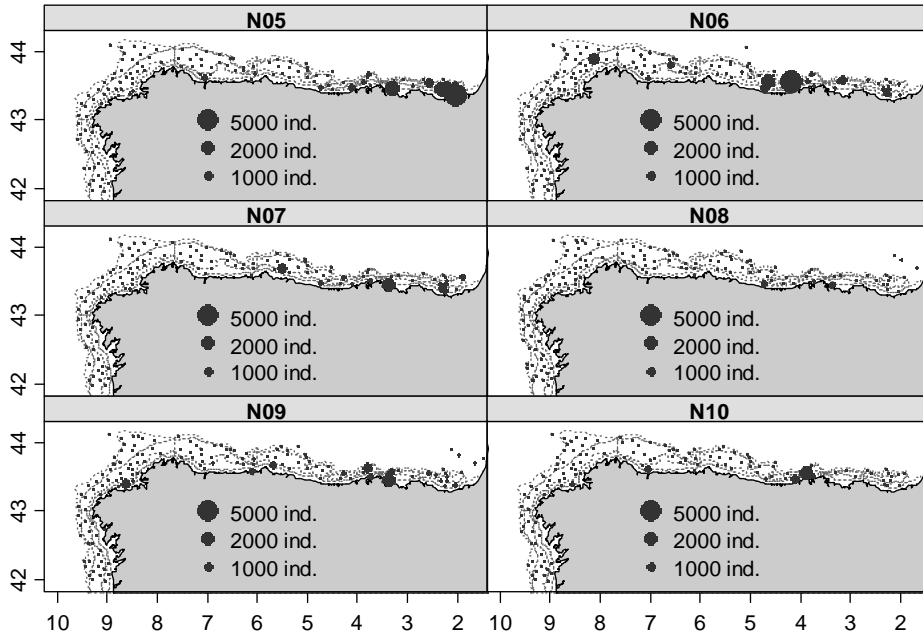 N05 N06
44
43
42
5000 ind. 5000 ind.
2000 ind. 2000 ind.
1000 ind. 1000 ind.
N07 N08
44
43
42
5000 ind. 5000 ind.
2000 ind. 2000 ind.
1000 ind. 1000 ind.
N09 N10
44
43
42
5000 ind. 5000 ind.
2000 ind. 2000 ind.
1000 ind. 1000 ind.
10 9 8 7 6 5 4 3 2 10 9 8 7 6 5 4 3 2